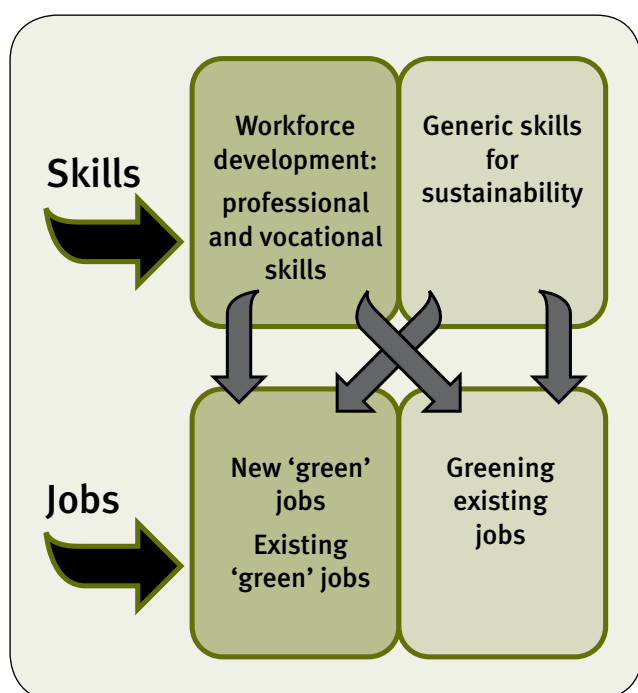 Skills
Workforce
development:
professional
and vocational
skills
Generic skills
for
sustainability
Jobs
New ‘green’
jobs
Existing
‘green’ jobs
Greening
existing
jobs